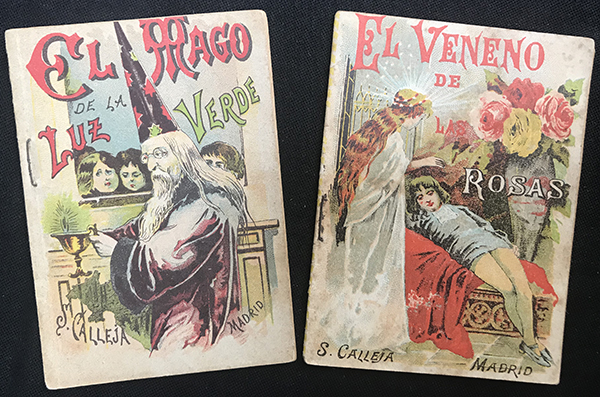 EL MAGO
DE LA
LUZ VERDE
S. CALLEJA
MADRID
EL VENENO
DE
LAS
ROSAS
S. CALLEJA MADRID